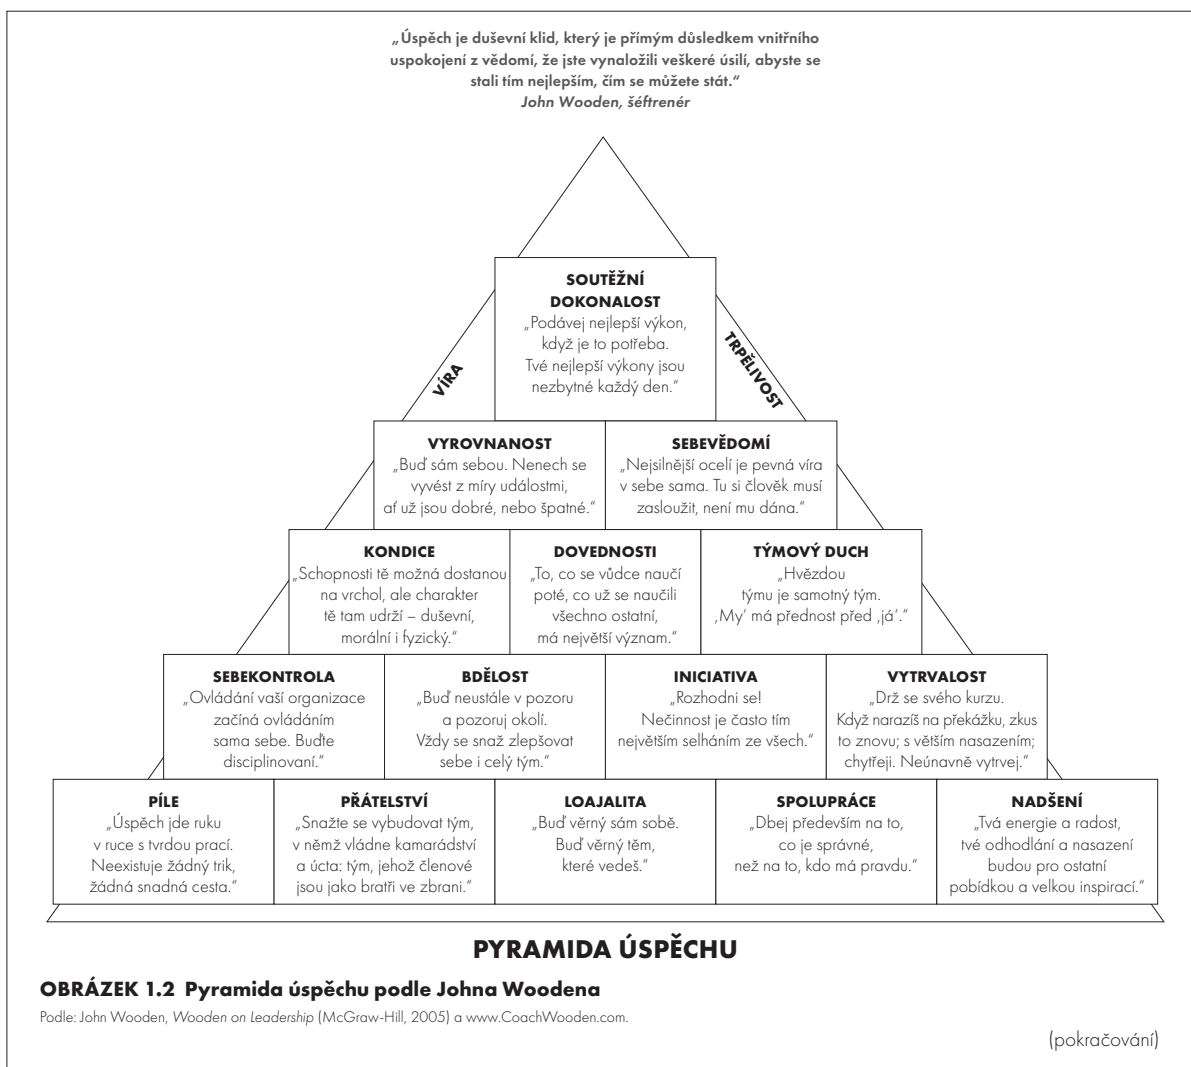 „Úspěch je duševní klid, který je přímým důsledkem vnitřního
uspokojení z vědomí, že jste vynaložili veškeré úsilí, abyste se
stali tím nejlepším, čím se můžete stát.“
John Wooden, šéftrenér
SOUTĚŽNÍ
DOKONALOST
„Podávej nejlepší výkon,
když je to potřeba.
Tvé nejlepší výkony jsou
nezbytné každý den.“
VÍRA
TRPĚLIVOST
VYROVNANOST
„Buď sám sebou. Nenech se
vyvést z míry událostmi,
ať už jsou dobré, nebo špatné.“
SEBEVĚDOMÍ
„Nejsilnější ocelí je pevná víra
v sebe sama. Tu si člověk musí
zasloužit, není mu dána.“
KONDICE
„Schopnosti tě možná dostanou
na vrchol, ale charakter
tě tam udrží – duševní,
morální i fyzický.“
DOVEDNOSTI
„To, co se vůdce naučí
poté, co už se naučili
všechno ostatní,
má největší význam.“
TÝMOVÝ DUCH
„Hvězdou
týmu je samotný tým.
‚My‘ má přednost před ‚já‘.“
SEBEKONTROLA
„Ovládání vaší organizace
začíná ovládáním
sama sebe. Buďte
disciplinovaní.“
BDĚLOST
„Buď neustále v pozoru
a pozoruj okolí.
Vždy se snaž zlepšovat
sebe i celý tým.“
INICIATIVA
„Rozhodni se!
Nečinnost je často tím
největším selháním ze všech.“
VYTRVALOST
„Drž se svého kurzu.
Když narazíš na překážku, zkus
to znovu; s větším nasazením;
chytřeji. Neúnavně vytrvej.“
PÍLE
„Úspěch jde ruku
v ruce s tvrdou prací.
Neexistuje žádný trik,
žádná snadná cesta.“
PŘÁTELSTVÍ
„Snažte se vybudovat tým,
v němž vládne kamarádství
a úcta: tým, jehož členové
jsou jako bratři ve zbrani.“
LOAJALITA
„Buď věrný sám sobě.
Buď věrný těm,
které vedeš.“
SPOLUPRÁCE
„Dbej především na to,
co je správné,
než na to, kdo má pravdu.“
NADŠENÍ
„Tvá energie a radost,
tvé odhodlání a nasazení
budou pro ostatní
pobídkou a velkou inspirací.“
PYRAMIDA ÚSPĚCHU
OBRÁZEK 1.2 Pyramida úspěchu podle Johna Woodena
Podle: John Wooden, Wooden on Leadership (McGraw-Hill, 2005) a www.CoachWooden.com.
(pokračování)